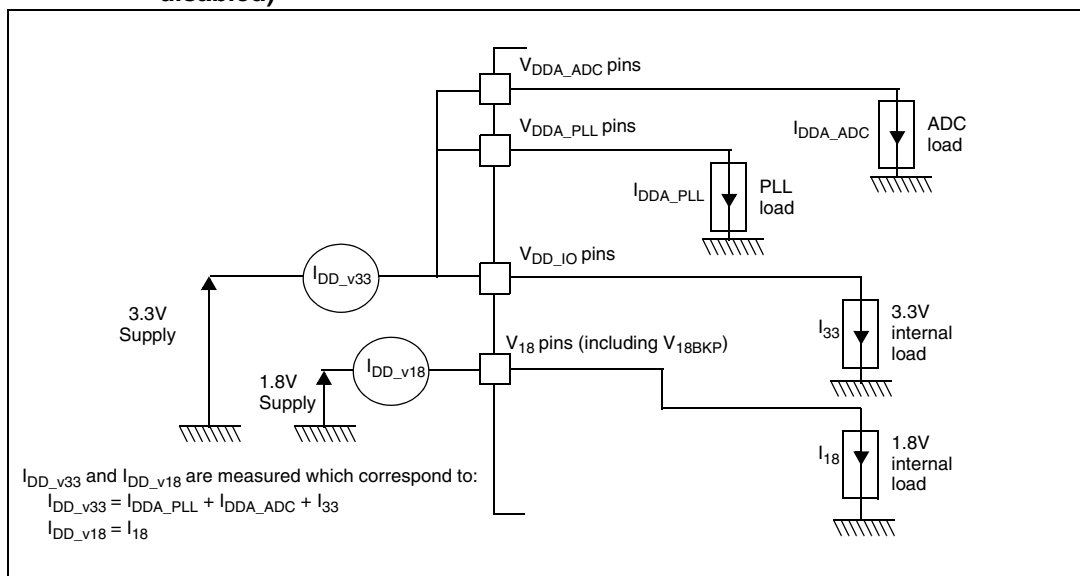 disabled)
V_DDA_ADC pins
I_DDA_ADC
ADC
load
V_DDA_PLL pins
I_DDA_PLL
PLL
load
V_DD_IO pins
I_DD_v33
3.3V
Supply
I_33
3.3V
internal
load
V_18 pins (including V_18BKP)
I_DD_v18
1.8V
Supply
I_18
1.8V
internal
load
I_DD_v33 and I_DD_v18 are measured which correspond to:
I_DD_v33 = I_DDA_PLL + I_DDA_ADC + I_33
I_DD_v18 = I_18